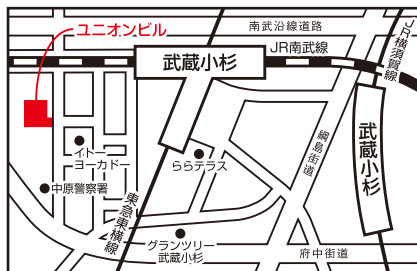 ユニオンビル
南武沿線道路
JR南武線
JR横須賀線
武蔵小杉
武蔵小杉
イトー
ヨーカドー
ららテラス
綱島街道
中原警察署
東急東横線
グランツリー
武蔵小杉
府中街道